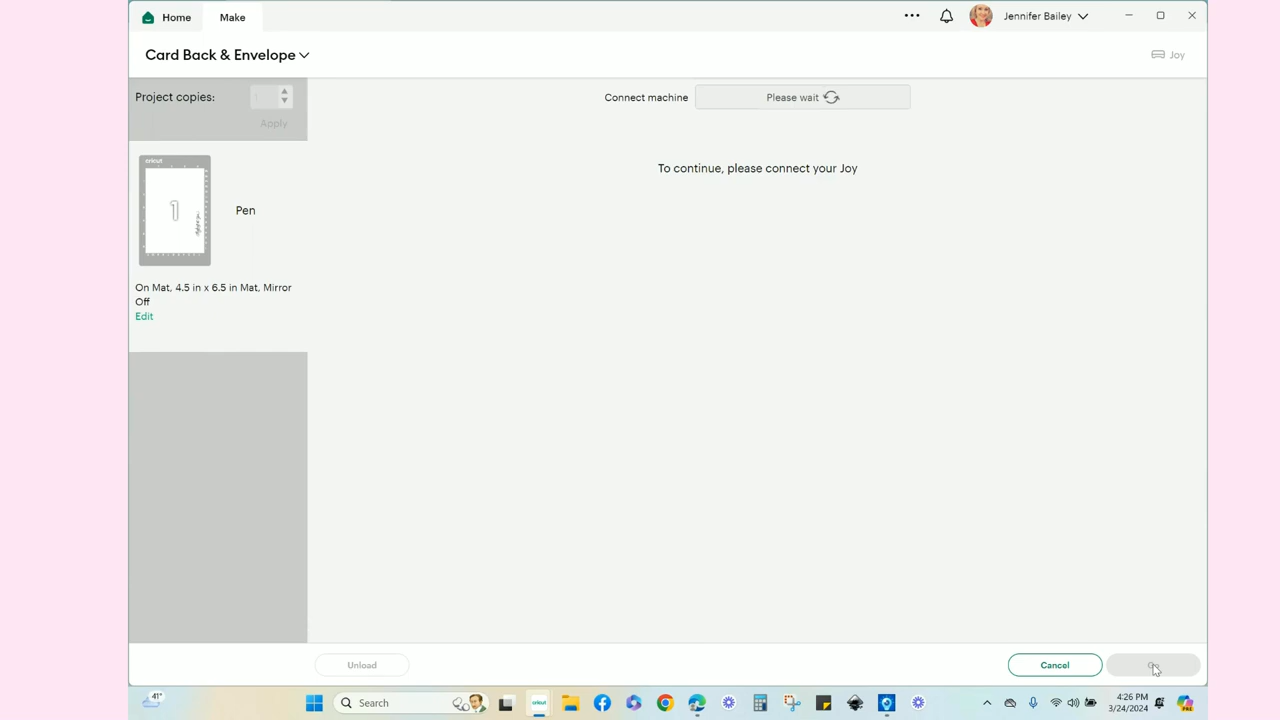 Home
Make
Jennifer Bailey
Card Back & Envelope
Joy
Project copies:
1
Apply
Connect machine
Please wait
To continue, please connect your Joy
cricut
1
Pen
On Mat, 4.5 in x 6.5 in Mat, Mirror
Off
Edit
Unload
Cancel
41°
Search
cricut
4:26 PM
3/24/2024